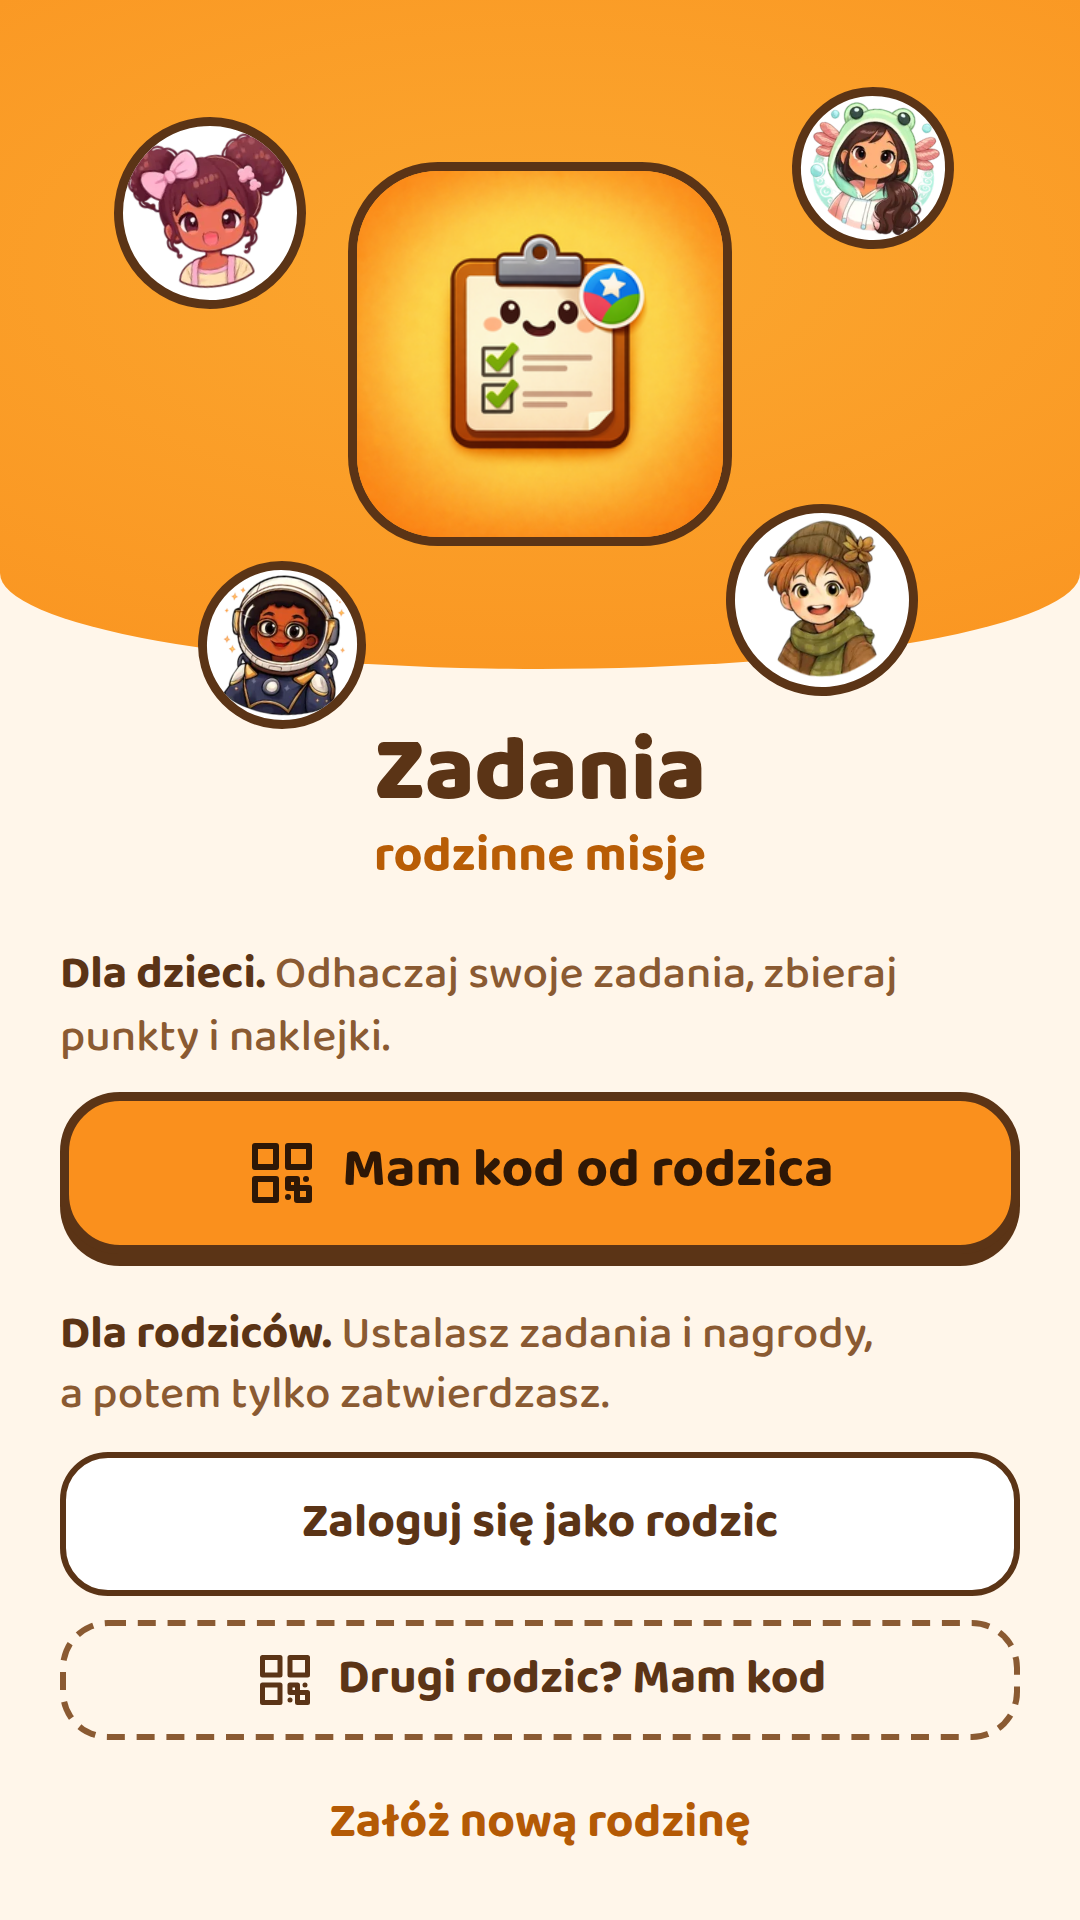 Zadania
rodzinne misje
Dla dzieci. Odhaczaj swoje zadania, zbieraj
punkty i naklejki.
Mam kod od rodzica
Dla rodziców. Ustalasz zadania i nagrody,
a potem tylko zatwierdzasz.
Zaloguj się jako rodzic
Drugi rodzic? Mam kod
Załóż nową rodzinę